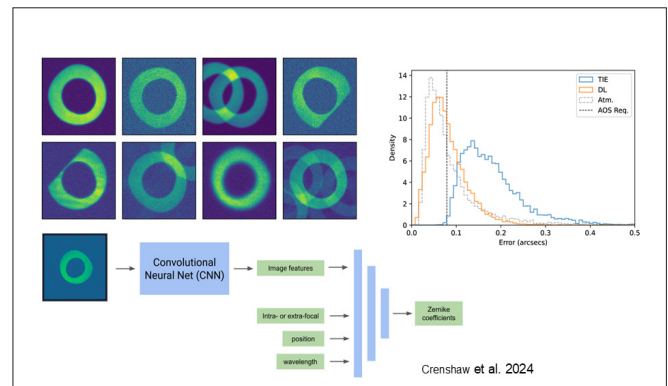 14
12
10
8
6
4
2
0
Density
0.0 0.1 0.2 0.3 0.4 0.5
Error (arcsecs)
TIE
DL
Atm.
AOS Req.
Convolutional
Neural Net (CNN)
Image features
Intra- or extra-focal
position
wavelength
Zernike
coefficients
Crenshaw et al. 2024